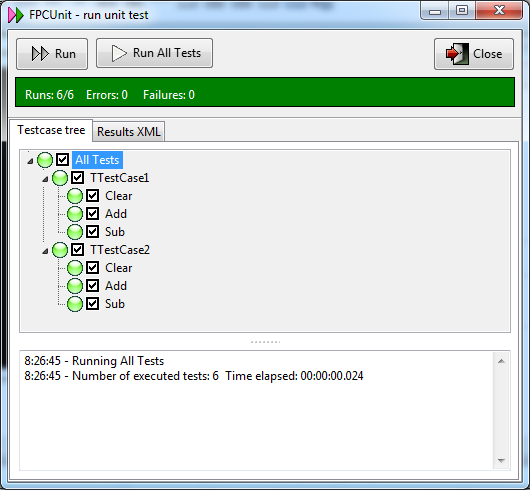 FPCUnit - run unit test
Run
Run All Tests
Close
Runs: 6/6 Errors: 0 Failures: 0
Testcase tree
Results XML
All Tests
TTestCase1
Clear
Add
Sub
TTestCase2
Clear
Add
Sub
8:26:45 - Running All Tests
8:26:45 - Number of executed tests: 6 Time elapsed: 00:00:00.024